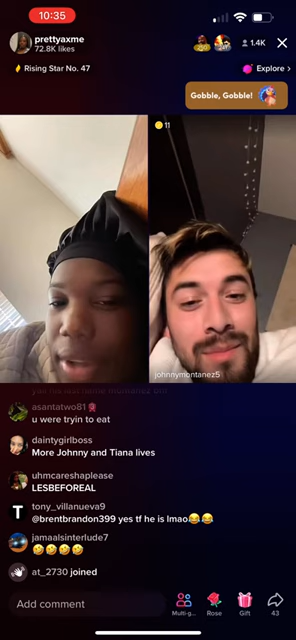 10:35
prettyaxme
72.8K likes
1.4K
Rising Star No. 47
Explore >
Gobble, Gobble!
11
johnnymontanez5
asantatwo81
u were tryin to eat
daintygirlboss
More Johnny and Tiana lives
uhmcareshaplease
LESBEFOREAL
T
tony_villanueva9
@brentbrandon399 yes tf he is lmao😂😂
jamaalsinterlude7
🤣🤣🤣🤣
at_2730 joined
Add comment
Multi-g...
Rose
Gift
43